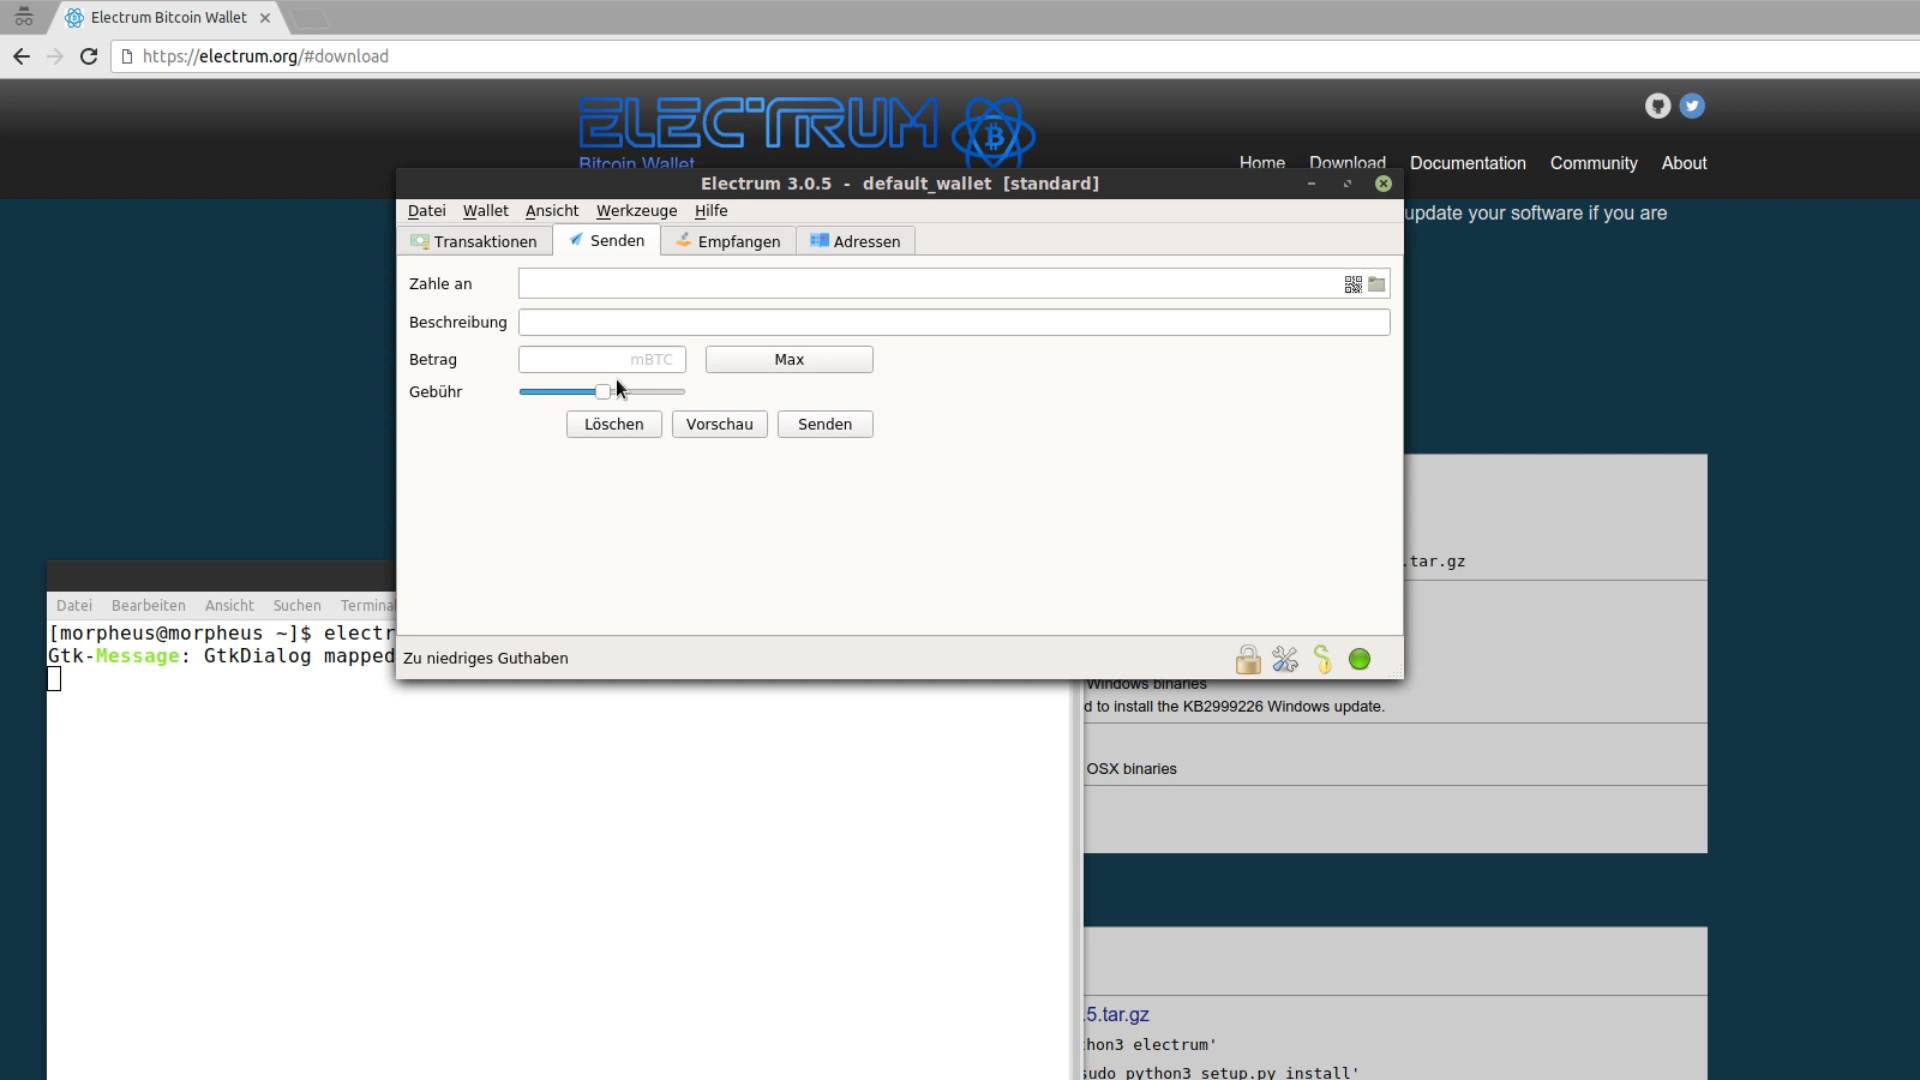 Electrum Bitcoin Wallet
https://electrum.org/#download
ELECTRUM
Bitcoin Wallet
Home Download Documentation Community About
Electrum 3.0.5 - default_wallet [standard]
Datei Wallet Ansicht Werkzeuge Hilfe
update your software if you are
Transaktionen Senden Empfangen Adressen
Zahle an
Beschreibung
Betrag mBTC Max
Gebühr
Löschen Vorschau Senden
.tar.gz
Datei Bearbeiten Ansicht Suchen Terminal
[morpheus@morpheus ~]$ electr
Gtk-Message: GtkDialog mapped
Zu niedriges Guthaben
Windows binaries
d to install the KB2999226 Windows update.
OSX binaries
.5.tar.gz
thon3 electrum'
sudo python3 setup.py install'